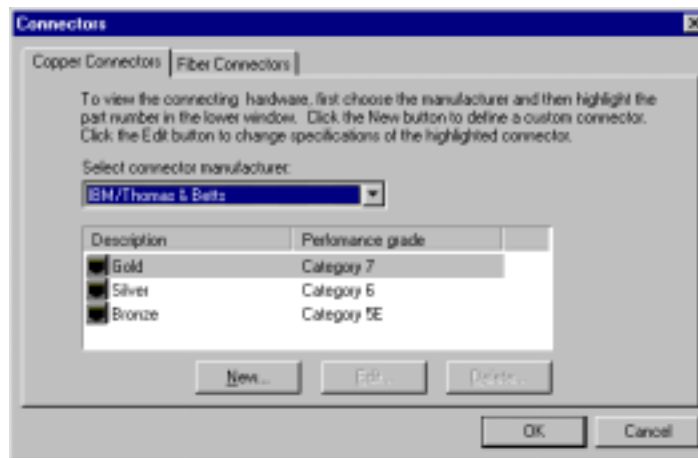 Connectors
Copper Connectors Fiber Connectors
To view the connecting hardware, first choose the manufacturer and then highlight the
part number in the lower window. Click the New button to define a custom connector.
Click the Edit button to change specifications of the highlighted connector.
Select connector manufacturer:
IBM/Thomas & Betts
Description Perfomance grade
Gold Category 7
Silver Category 6
Bronze Category 5E
New... Edit... Delete...
OK Cancel